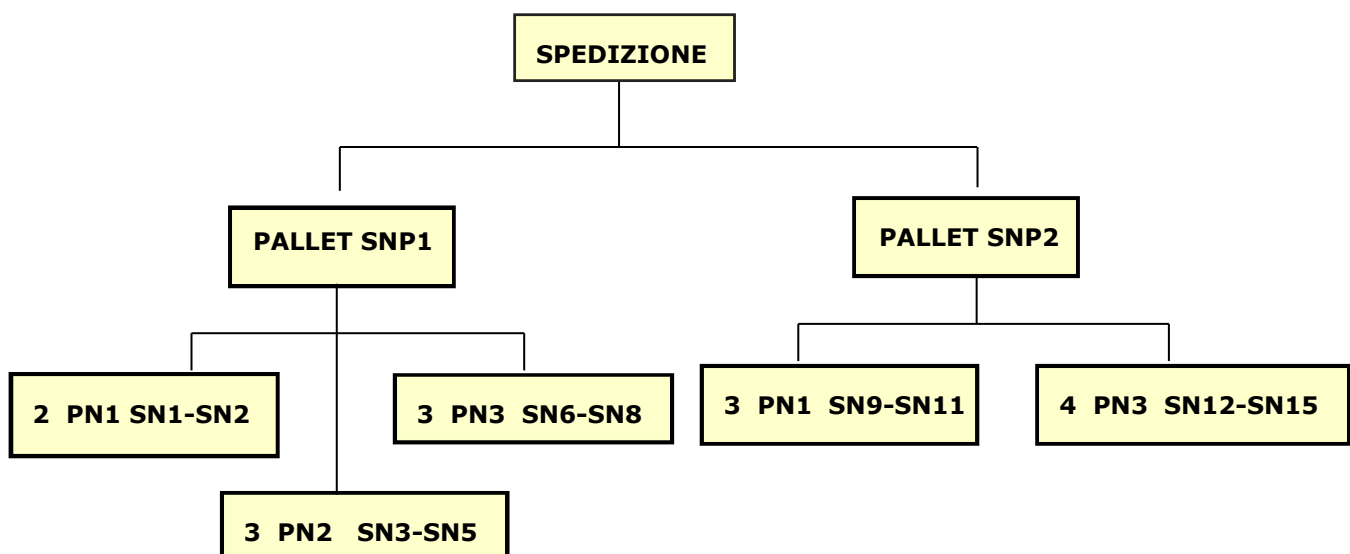 SPEDIZIONE
PALLET SNP1
PALLET SNP2
2 PN1 SN1-SN2
3 PN3 SN6-SN8
3 PN1 SN9-SN11
4 PN3 SN12-SN15
3 PN2 SN3-SN5